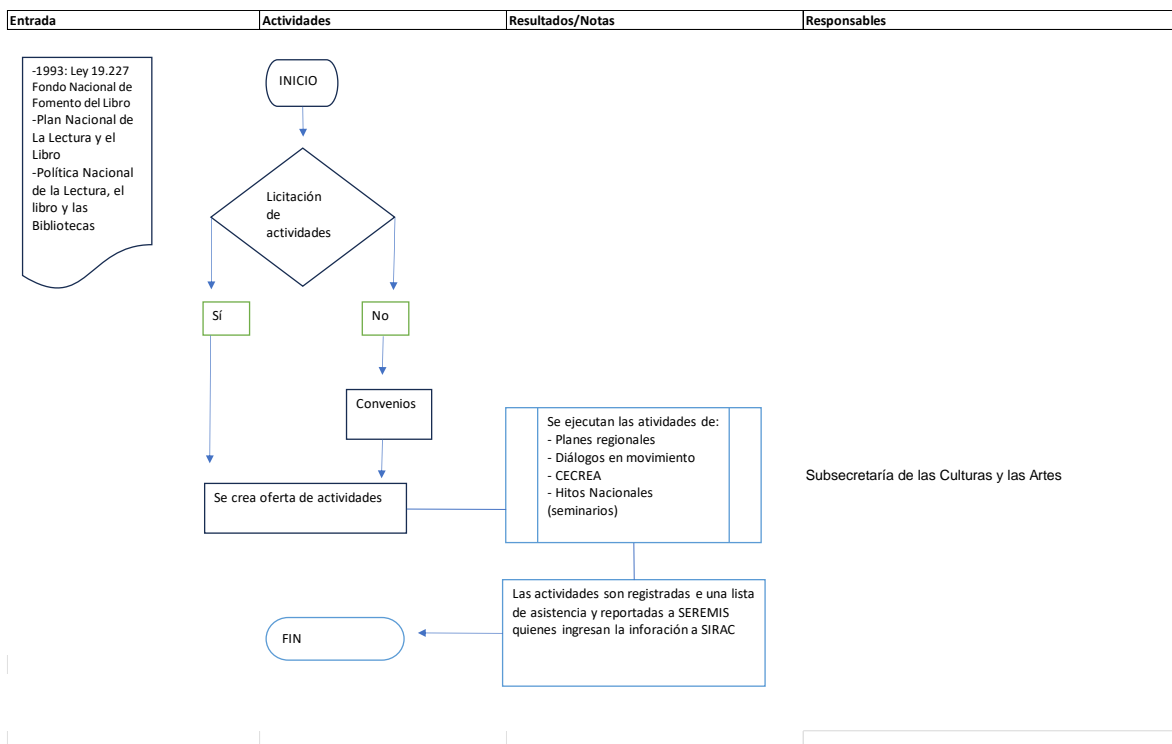 Entrada
Actividades
Resultados/Notas
Responsables
-1993: Ley 19.227
Fondo Nacional de
Fomento del Libro
-Plan Nacional de
La Lectura y el
Libro
-Política Nacional
de la Lectura, el
libro y las
Bibliotecas
INICIO
Licitación
de
actividades
Sí
No
Convenios
Se crea oferta de actividades
Se ejecutan las atividades de:
- Planes regionales
- Diálogos en movimiento
- CECREA
- Hitos Nacionales
(seminarios)
Subsecretaría de las Culturas y las Artes
Las actividades son registradas e una lista
de asistencia y reportadas a SEREMIS
quienes ingresan la inforación a SIRAC
FIN